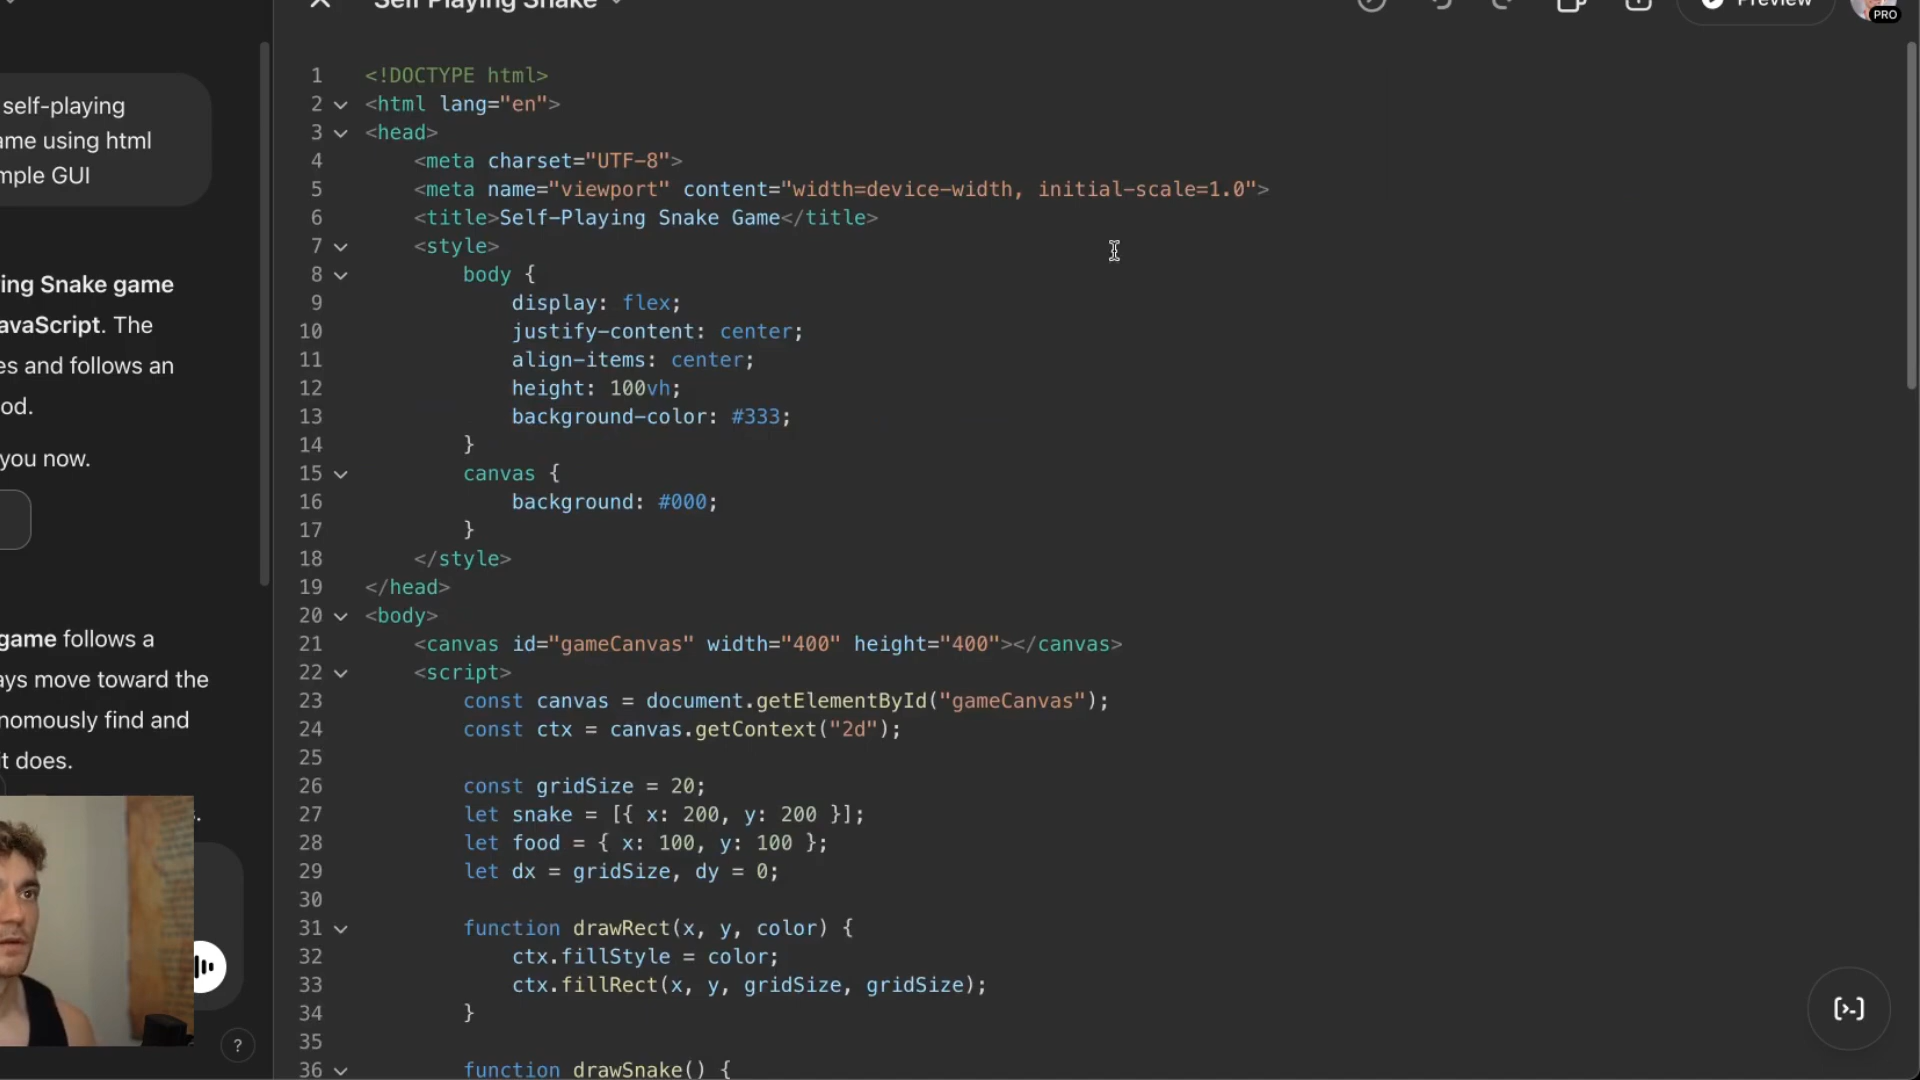 Self Playing Snake
Preview
PRO
self-playing
ame using html
mple GUI
ing Snake game
avaScript. The
es and follows an
od.
you now.
game follows a
ays move toward the
nomously find and
it does.
s.
?
1 <!DOCTYPE html>
2 <html lang="en">
3 <head>
4 <meta charset="UTF-8">
5 <meta name="viewport" content="width=device-width, initial-scale=1.0">
6 <title>Self-Playing Snake Game</title>
7 <style>
8 body {
9 display: flex;
10 justify-content: center;
11 align-items: center;
12 height: 100vh;
13 background-color: #333;
14 }
15 canvas {
16 background: #000;
17 }
18 </style>
19 </head>
20 <body>
21 <canvas id="gameCanvas" width="400" height="400"></canvas>
22 <script>
23 const canvas = document.getElementById("gameCanvas");
24 const ctx = canvas.getContext("2d");
25
26 const gridSize = 20;
27 let snake = [{ x: 200, y: 200 }];
28 let food = { x: 100, y: 100 };
29 let dx = gridSize, dy = 0;
30
31 function drawRect(x, y, color) {
32 ctx.fillStyle = color;
33 ctx.fillRect(x, y, gridSize, gridSize);
34 }
35
36 function drawSnake() {